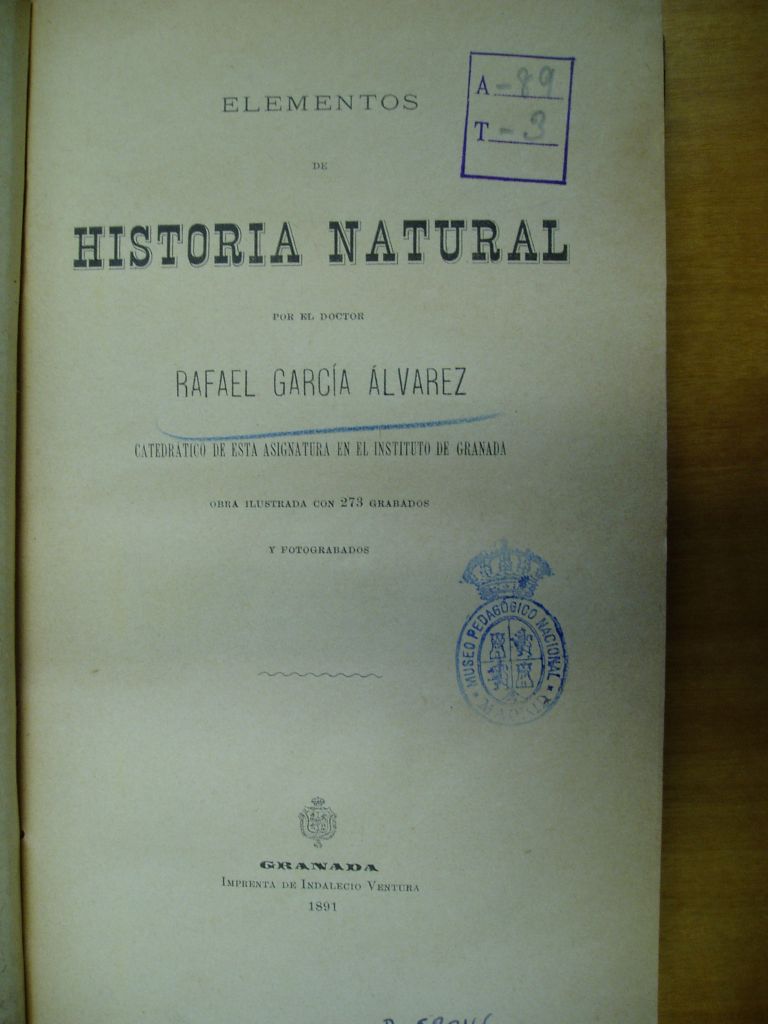 ELEMENTOS
A -89
T -3
DE
HISTORIA NATURAL
POR EL DOCTOR
RAFAEL GARCÍA ÁLVAREZ
CATEDRÁTICO DE ESTA ASIGNATURA EN EL INSTITUTO DE GRANADA
OBRA ILUSTRADA CON 273 GRABADOS
Y FOTOGRABADOS
MUSEO PEDAGÓGICO NACIONAL
MADRID
GRANADA
IMPRENTA DE INDALECIO VENTURA
1891